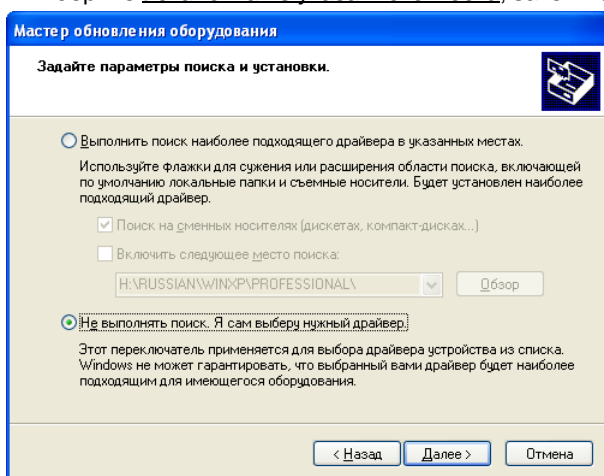 Мастер обновления оборудования
Задайте параметры поиска и установки.
Выполнить поиск наиболее подходящего драйвера в указанных местах.
Используйте флажки для сужения или расширения области поиска, включающей
по умолчанию локальные папки и съемные носители. Будет установлен наиболее
подходящий драйвер.
Поиск на сменных носителях (дискетах, компакт-дисках...)
Включить следующее место поиска:
H:\RUSSIAN\WINXP\PROFESSIONAL\
Обзор
Не выполнять поиск. Я сам выберу нужный драйвер.
Этот переключатель применяется для выбора драйвера устройства из списка.
Windows не может гарантировать, что выбранный вами драйвер будет наиболее
подходящим для имеющегося оборудования.
< Назад Далее > Отмена